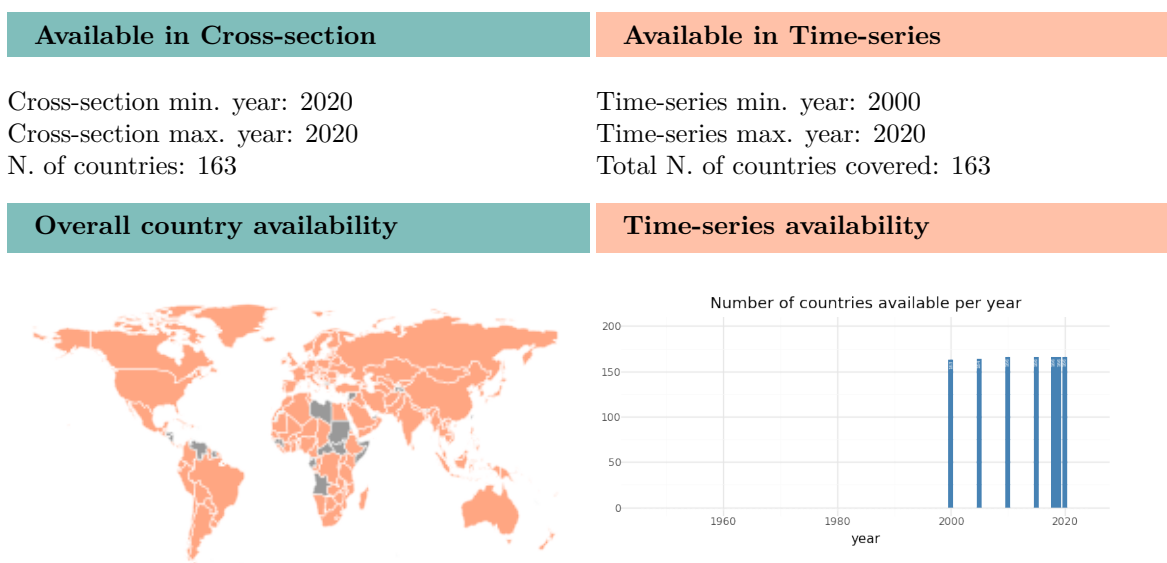 Available in Cross-section
Available in Time-series
Cross-section min. year: 2020
Cross-section max. year: 2020
N. of countries: 163
Time-series min. year: 2000
Time-series max. year: 2020
Total N. of countries covered: 163
Overall country availability
Time-series availability
Number of countries available per year
200
150
100
50
0
1960 1980 2000 2020
year